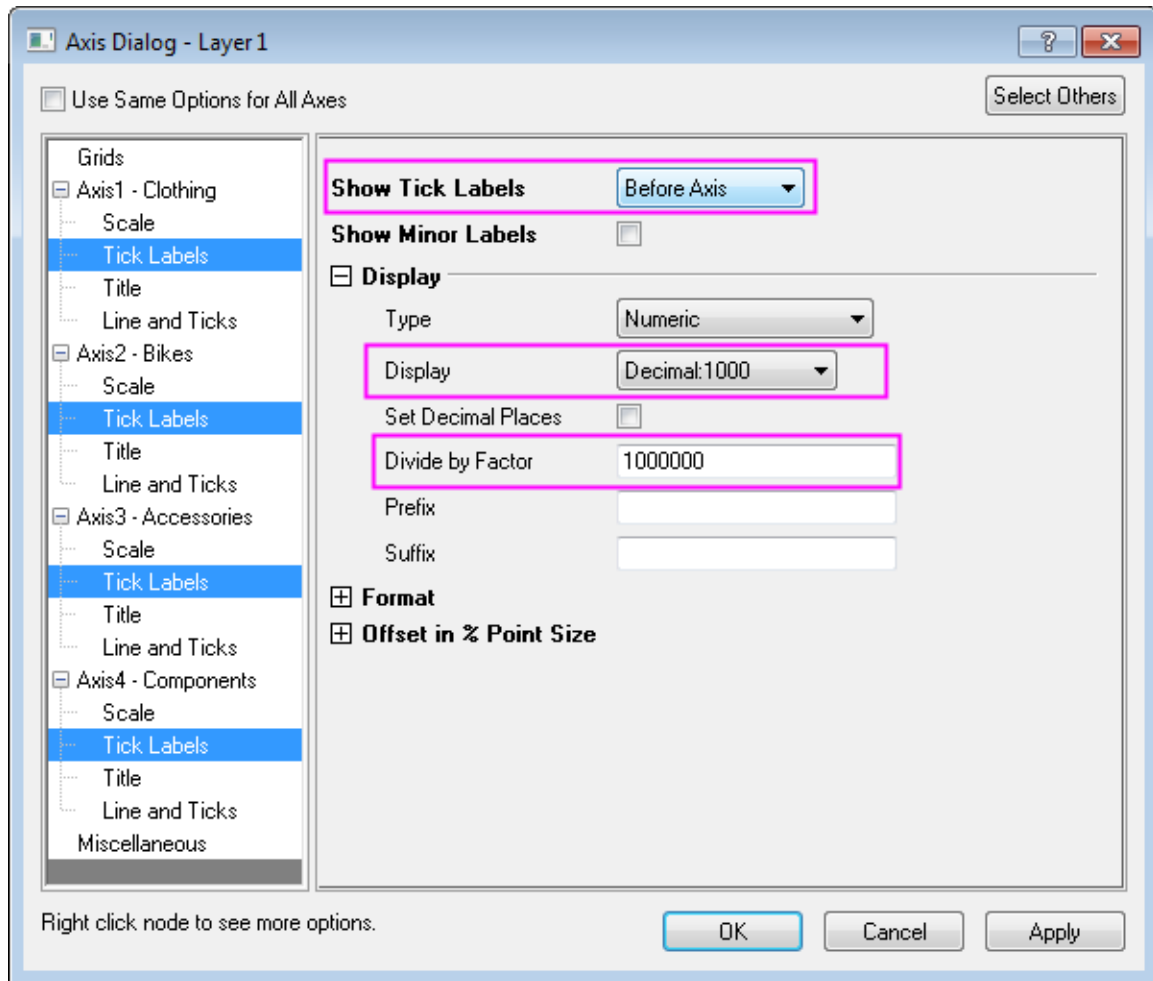 Axis Dialog - Layer 1
Use Same Options for All Axes
Select Others
Grids
Axis1 - Clothing
Scale
Tick Labels
Title
Line and Ticks
Axis2 - Bikes
Scale
Tick Labels
Title
Line and Ticks
Axis3 - Accessories
Scale
Tick Labels
Title
Line and Ticks
Axis4 - Components
Scale
Tick Labels
Title
Line and Ticks
Miscellaneous
Show Tick Labels Before Axis
Show Minor Labels
Display
Type Numeric
Display Decimal:1000
Set Decimal Places
Divide by Factor 1000000
Prefix
Suffix
Format
Offset in % Point Size
Right click node to see more options.
OK Cancel Apply